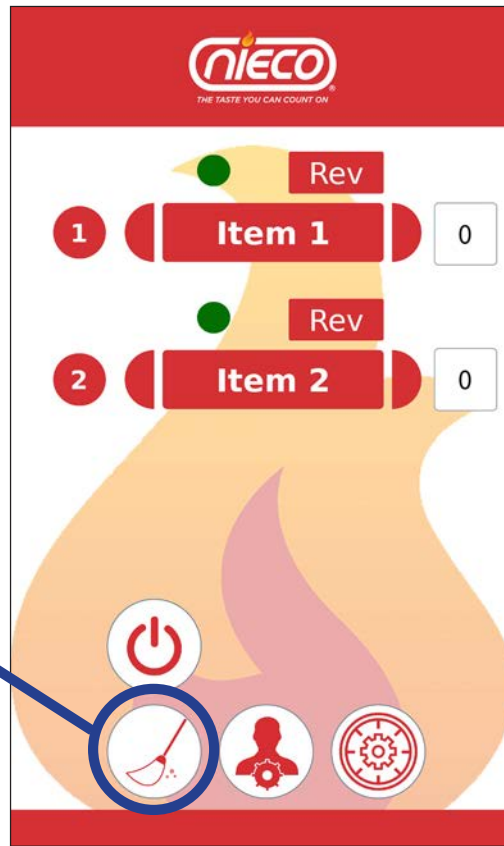 nieco
THE TASTE YOU CAN COUNT ON
®
Rev
1 Item 1 0
Rev
2 Item 2 0